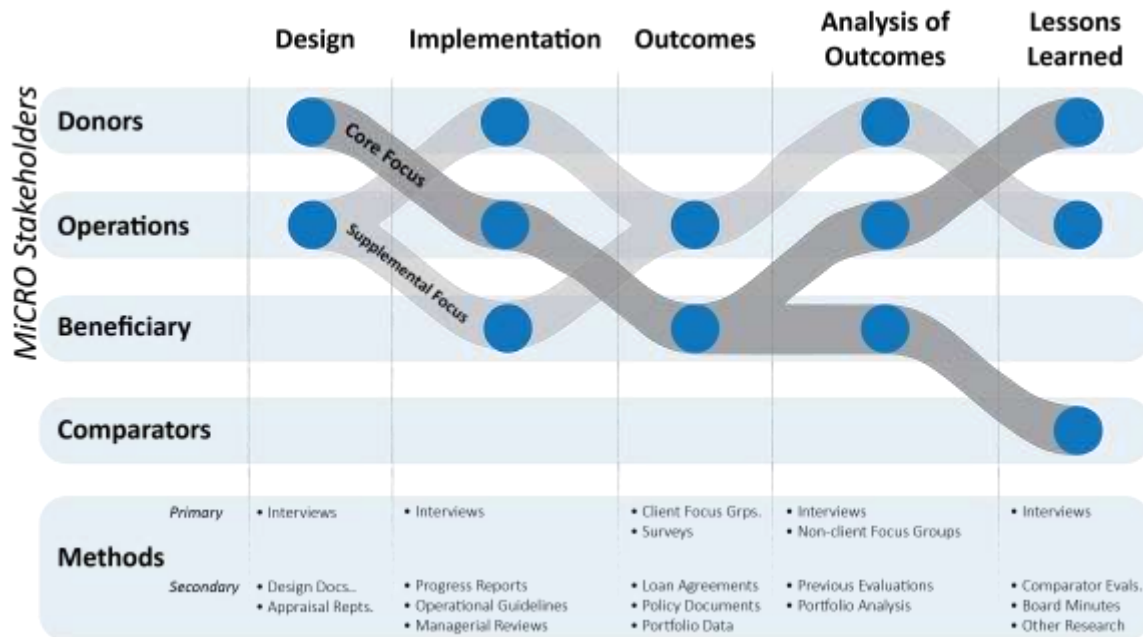 Design
Implementation
Outcomes
Analysis of
Outcomes
Lessons
Learned
MiCRO Stakeholders
Donors
Core Focus
Operations
Supplemental Focus
Beneficiary
Comparators
Methods
Primary
• Interviews
• Interviews
• Client Focus Grps.
• Surveys
• Interviews
• Non-client Focus Groups
• Interviews
Secondary
• Design Docs..
• Appraisal Repts.
• Progress Reports
• Operational Guidelines
• Managerial Reviews
• Loan Agreements
• Policy Documents
• Portfolio Data
• Previous Evaluations
• Portfolio Analysis
• Comparator Evals.
• Board Minutes
• Other Research